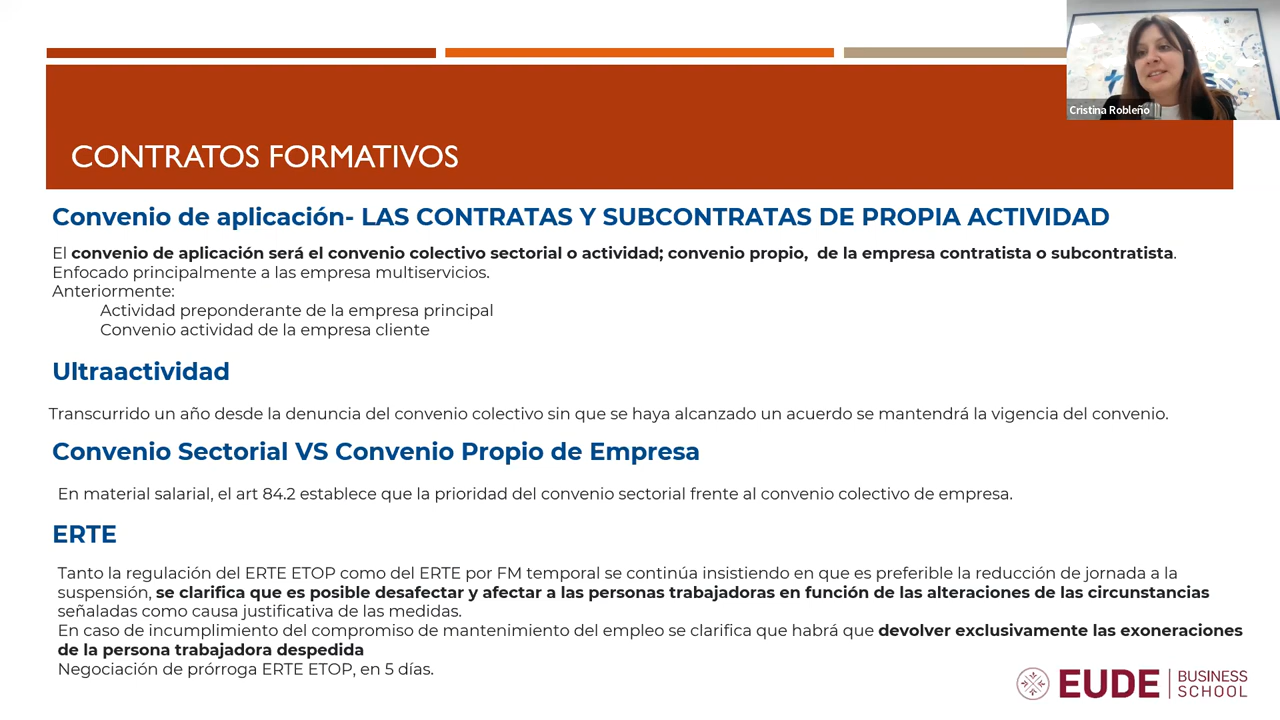 Cristina Robleño
CONTRATOS FORMATIVOS
Convenio de aplicación- LAS CONTRATAS Y SUBCONTRATAS DE PROPIA ACTIVIDAD
El convenio de aplicación será el convenio colectivo sectorial o actividad; convenio propio, de la empresa contratista o subcontratista.
Enfocado principalmente a las empresa multiservicios.
Anteriormente:
Actividad preponderante de la empresa principal
Convenio actividad de la empresa cliente
Ultraactividad
Transcurrido un año desde la denuncia del convenio colectivo sin que se haya alcanzado un acuerdo se mantendrá la vigencia del convenio.
Convenio Sectorial VS Convenio Propio de Empresa
En material salarial, el art 84.2 establece que la prioridad del convenio sectorial frente al convenio colectivo de empresa.
ERTE
Tanto la regulación del ERTE ETOP como del ERTE por FM temporal se continúa insistiendo en que es preferible la reducción de jornada a la
suspensión, se clarifica que es posible desafectar y afectar a las personas trabajadoras en función de las alteraciones de las circunstancias
señaladas como causa justificativa de las medidas.
En caso de incumplimiento del compromiso de mantenimiento del empleo se clarifica que habrá que devolver exclusivamente las exoneraciones
de la persona trabajadora despedida
Negociación de prórroga ERTE ETOP, en 5 días.
EUDE BUSINESS
SCHOOL